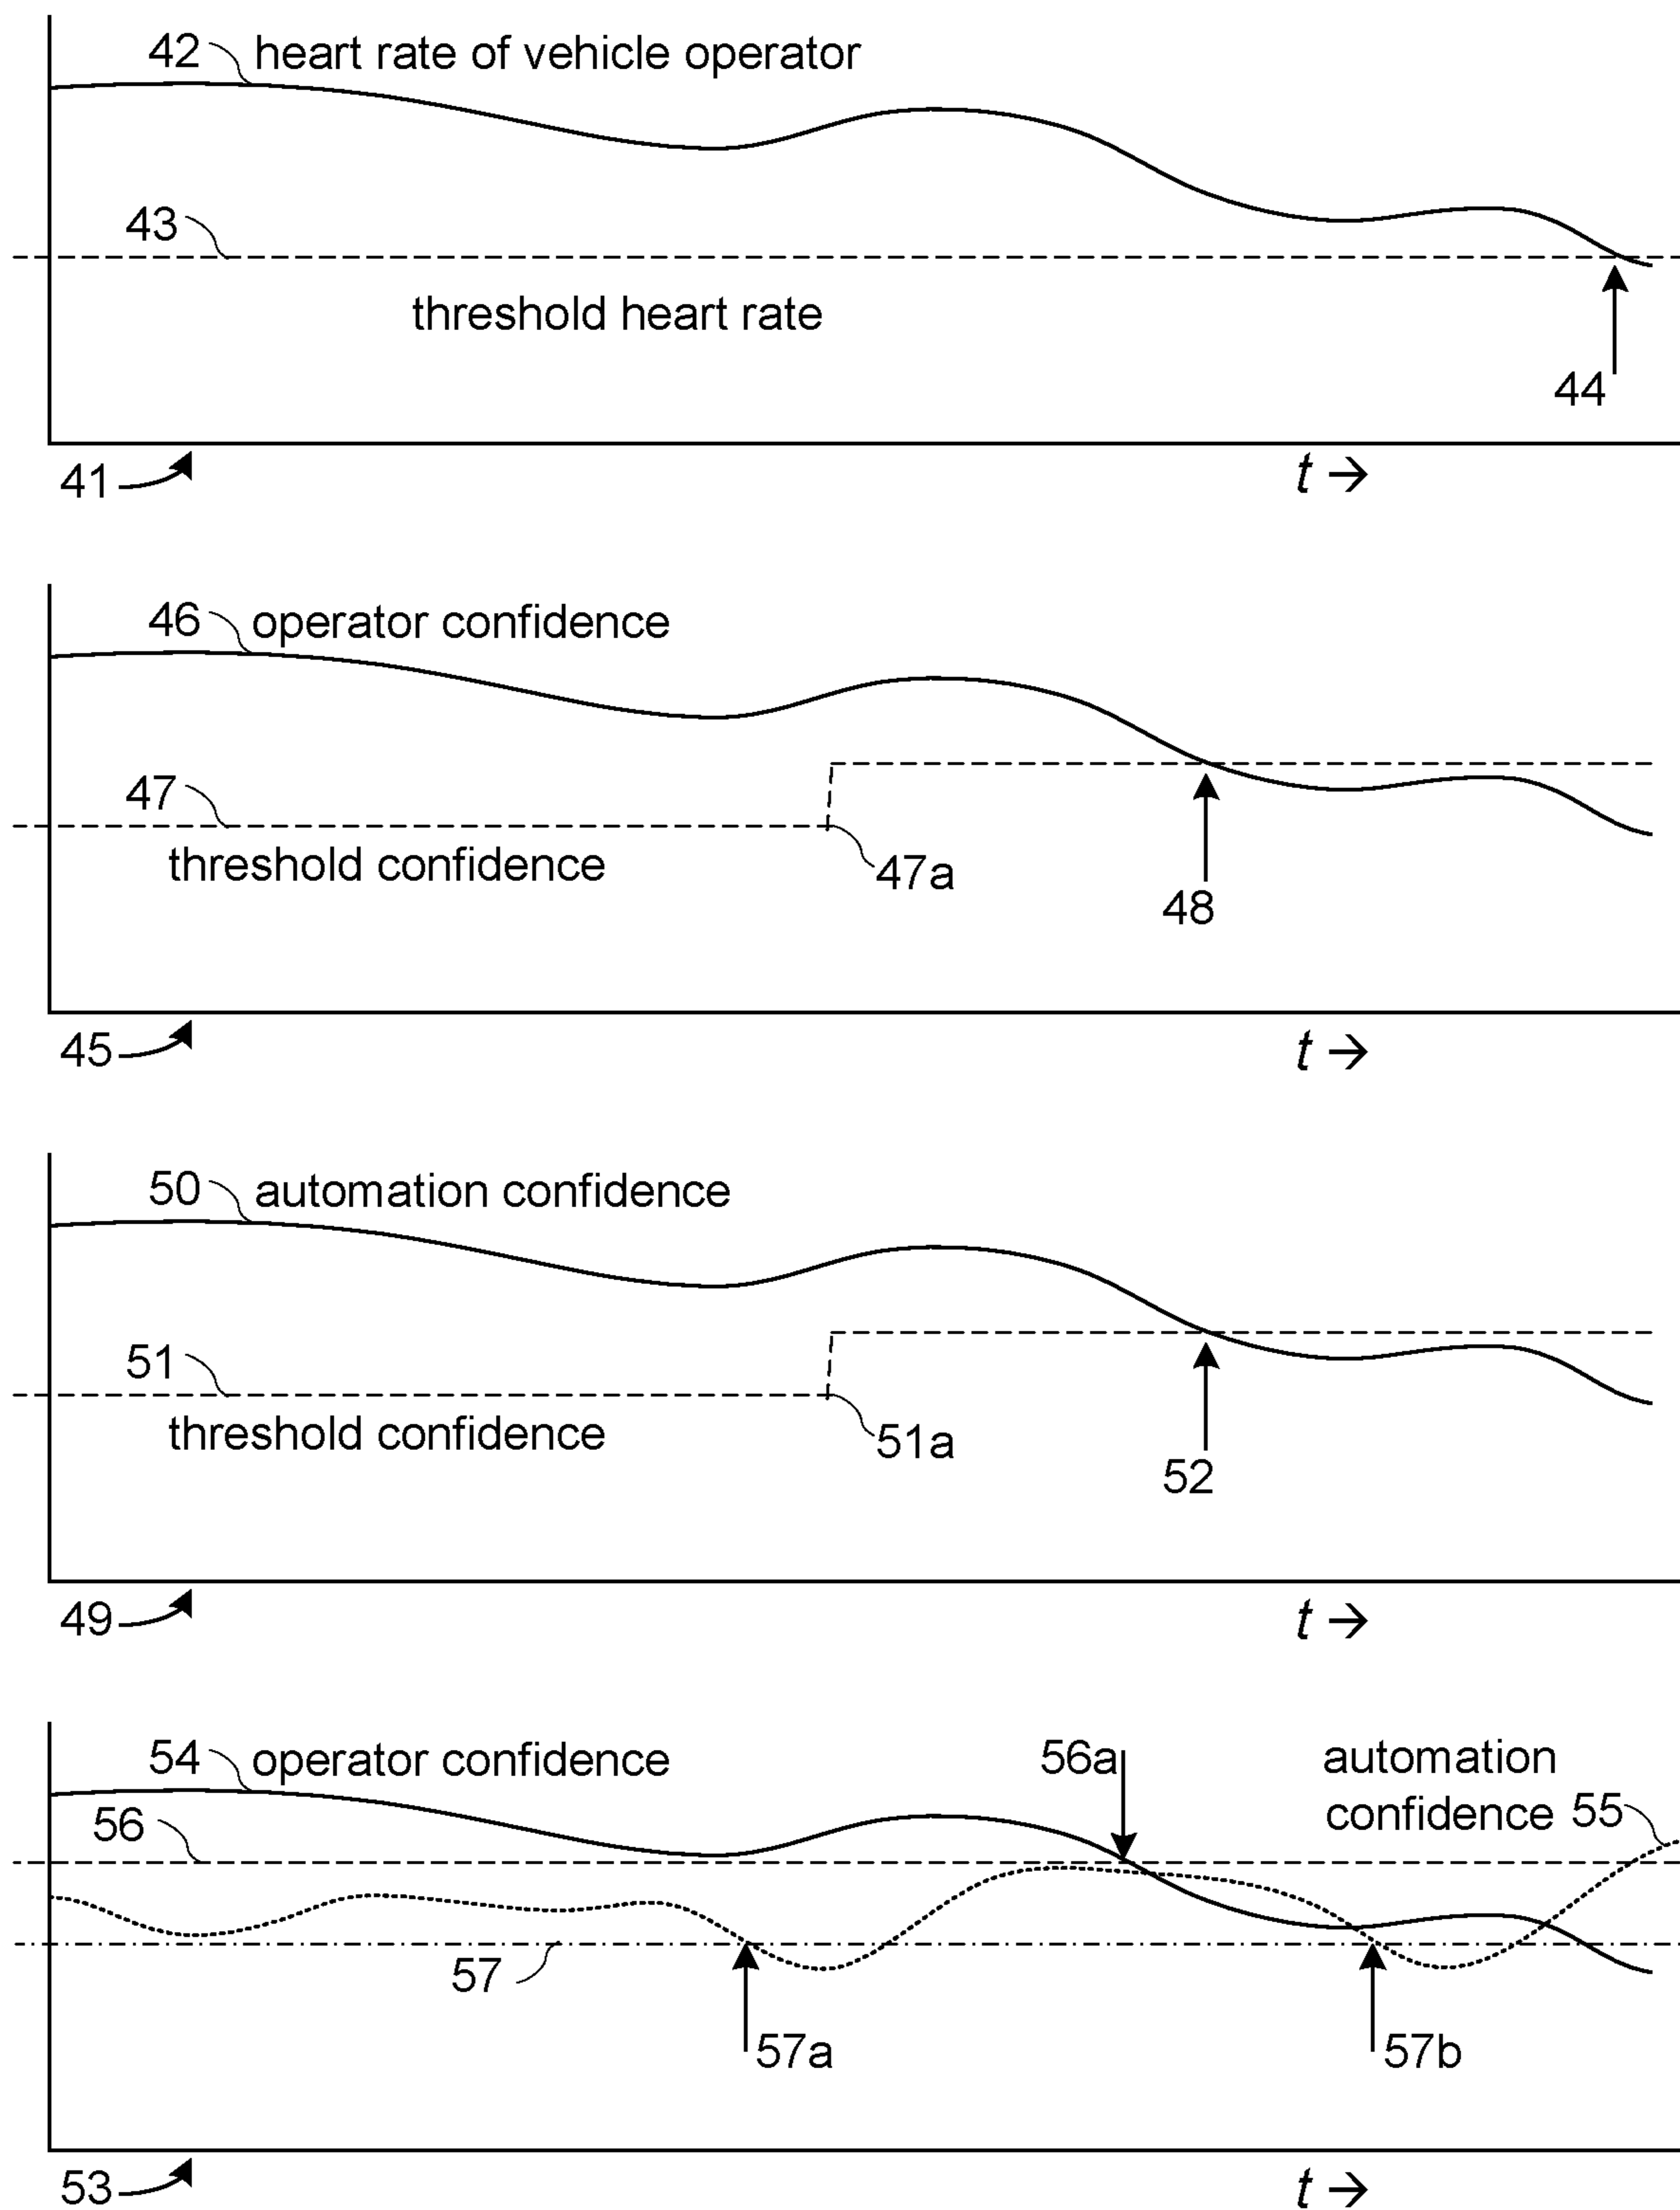 42 heart rate of vehicle operator
43
threshold heart rate
44
41 t →
46 operator confidence
47
threshold confidence
47a
48
45 t →
50 automation confidence
51
threshold confidence
51a
52
49 t →
54 operator confidence
56a
automation
confidence 55
56
57
57a
57b
53 t →